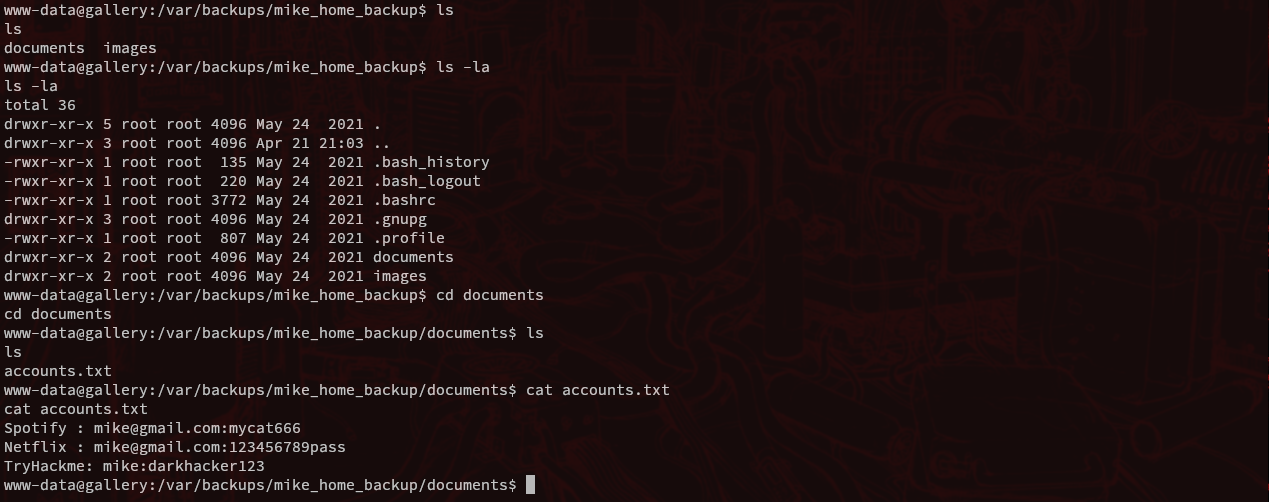 www-data@gallery:/var/backups/mike_home_backup$ ls
ls
documents  images
www-data@gallery:/var/backups/mike_home_backup$ ls -la
ls -la
total 36
drwxr-xr-x 5 root root 4096 May 24  2021 .
drwxr-xr-x 3 root root 4096 Apr 21 21:03 ..
-rwxr-xr-x 1 root root  135 May 24  2021 .bash_history
-rwxr-xr-x 1 root root  220 May 24  2021 .bash_logout
-rwxr-xr-x 1 root root 3772 May 24  2021 .bashrc
drwxr-xr-x 3 root root 4096 May 24  2021 .gnupg
-rwxr-xr-x 1 root root  807 May 24  2021 .profile
drwxr-xr-x 2 root root 4096 May 24  2021 documents
drwxr-xr-x 2 root root 4096 May 24  2021 images
www-data@gallery:/var/backups/mike_home_backup$ cd documents
cd documents
www-data@gallery:/var/backups/mike_home_backup/documents$ ls
ls
accounts.txt
www-data@gallery:/var/backups/mike_home_backup/documents$ cat accounts.txt
cat accounts.txt
Spotify : mike@gmail.com:mycat666
Netflix : mike@gmail.com:123456789pass
TryHackme: mike:darkhacker123
www-data@gallery:/var/backups/mike_home_backup/documents$